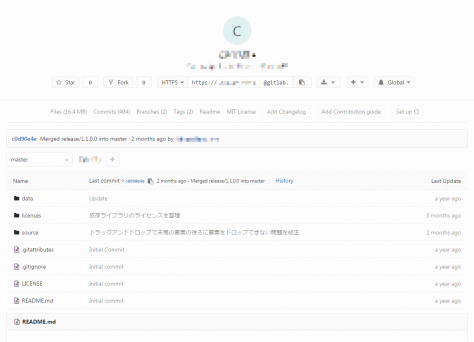 C
Star 0 Fork 0 HTTPS https:// @gitlab. Global
Files (16.4 MB) Commits (404) Branches (2) Tags (2) Readme MIT License Add Changelog Add Contribution guide Set up CI
c0d90e4e Merged release/1.1.0.0 into master - 2 months ago by
master
Name Last commit c0d90e4e 2 months ago - Merged release/1.1.0.0 into master History Last Update
data Update a year ago
licenses 依存ライブラリのライセンスを整理 3 months ago
source ドラッグアンドドロップで末尾の要素の後ろに要素をドロップできない問題を修正 2 months ago
.gitattributes Initial Commit a year ago
.gitignore Initial commit a year ago
LICENSE Initial commit a year ago
README.md Initial commit a year ago
README.md